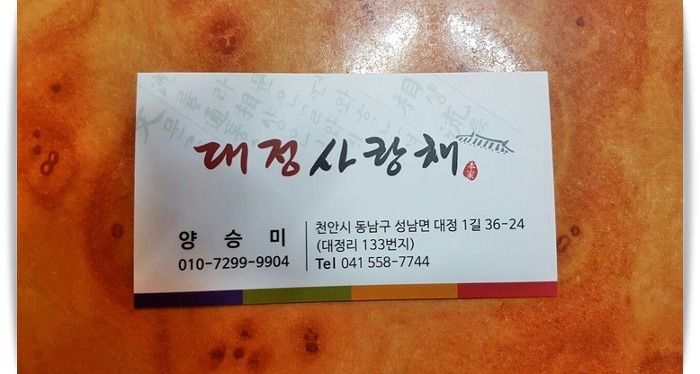 대정사랑채
양 승 미
010-7299-9904
천안시 동남구 성남면 대정 1길 36-24
(대정리 133번지)
Tel 041 558-7744